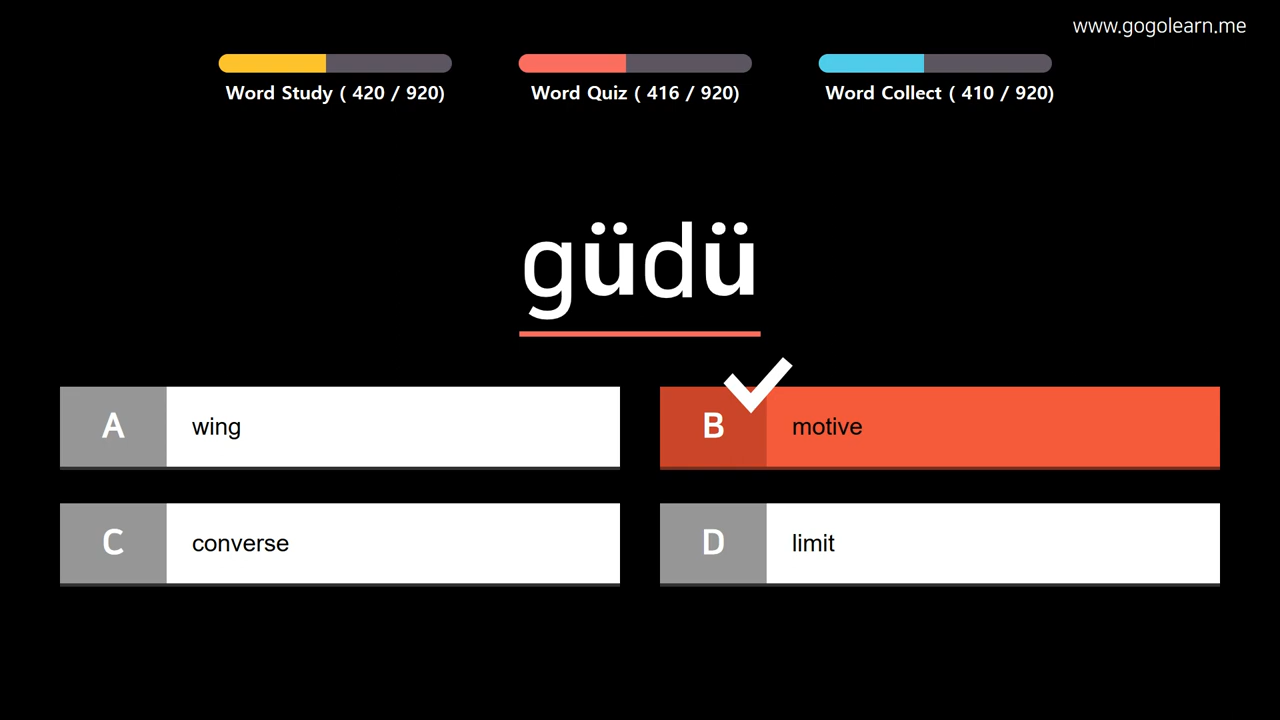 www.gogolearn.me
Word Study ( 420 / 920)
Word Quiz ( 416 / 920)
Word Collect ( 410 / 920)
güdü
A wing
B motive
C converse
D limit